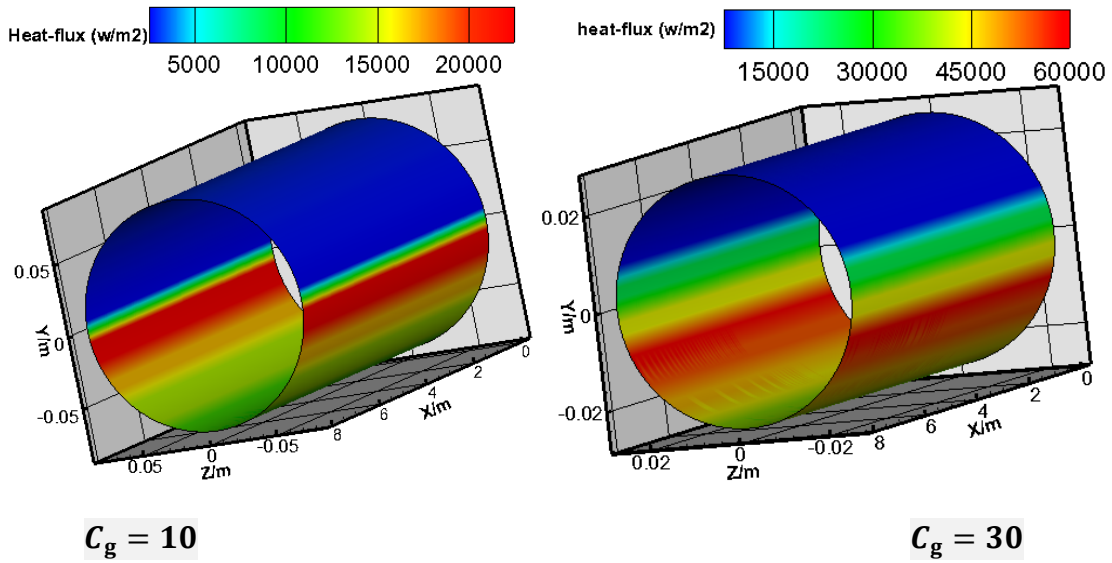 Heat-flux (w/m2)
5000 10000 15000 20000
0.05
0
-0.05
Y/m
0.05 0 -0.05
Z/m
8 6 4 2 0
X/m
C_g = 10
heat-flux (w/m2)
15000 30000 45000 60000
0.02
0
-0.02
Y/m
0.02 0 -0.02
Z/m
8 6 4 2 0
X/m
C_g = 30